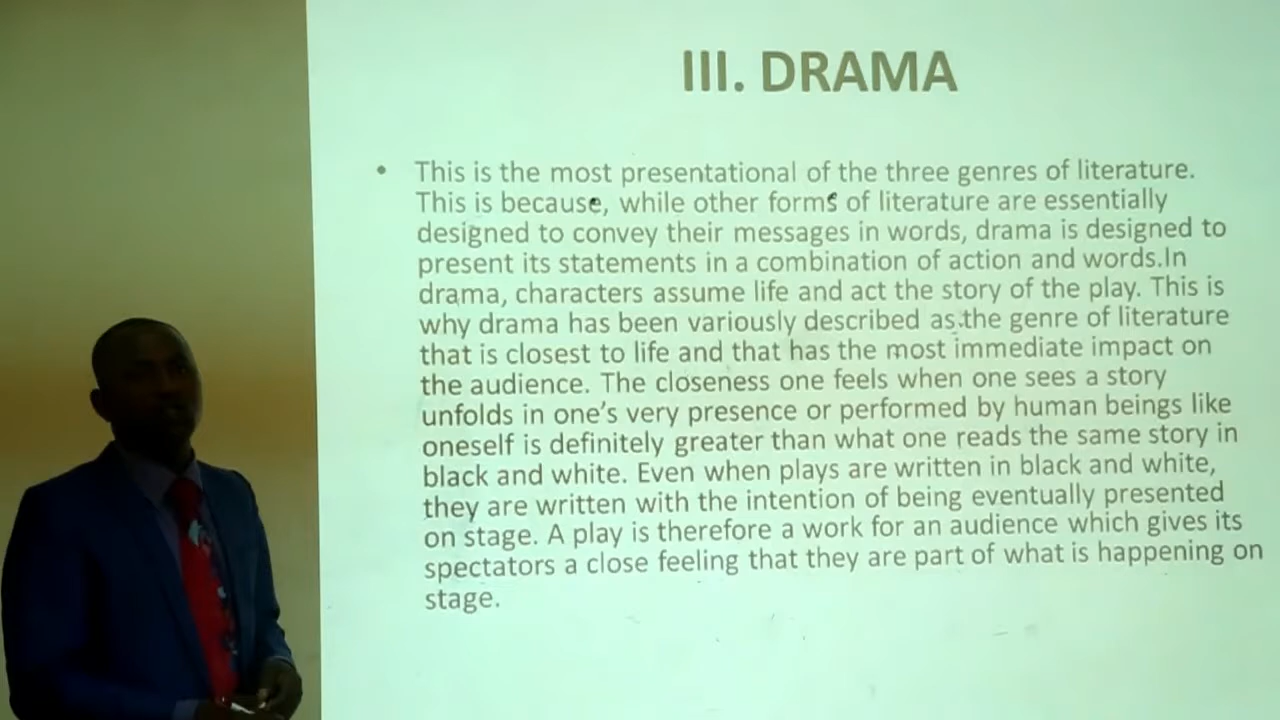 III. DRAMA
• This is the most presentational of the three genres of literature.
This is because, while other forms of literature are essentially
designed to convey their messages in words, drama is designed to
present its statements in a combination of action and words.In
drama, characters assume life and act the story of the play. This is
why drama has been variously described as the genre of literature
that is closest to life and that has the most immediate impact on
the audience. The closeness one feels when one sees a story
unfolds in one’s very presence or performed by human beings like
oneself is definitely greater than what one reads the same story in
black and white. Even when plays are written in black and white,
they are written with the intention of being eventually presented
on stage. A play is therefore a work for an audience which gives its
spectators a close feeling that they are part of what is happening on
stage.